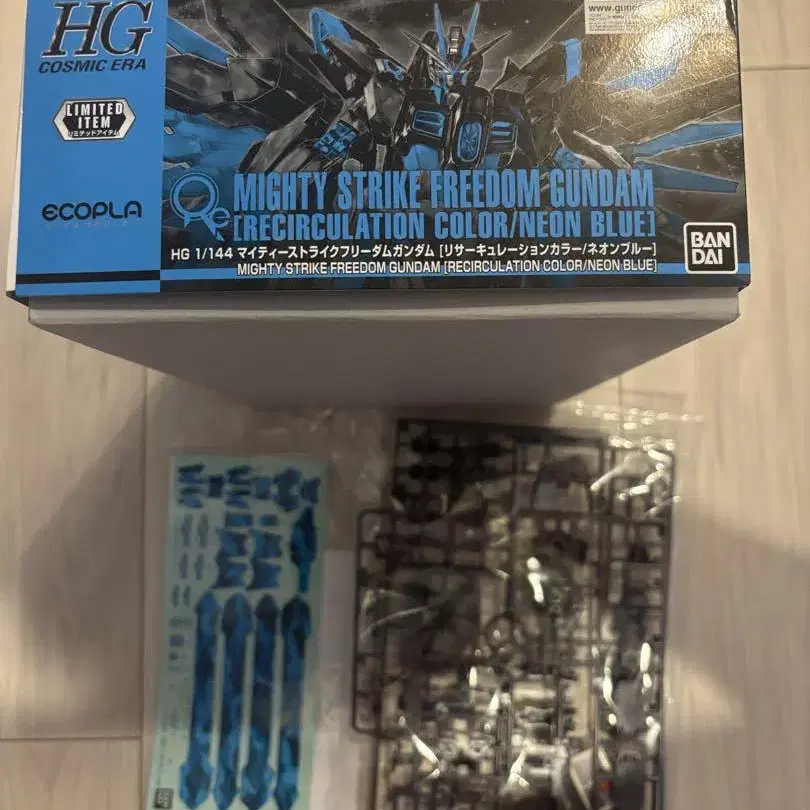 HG
COSMIC ERA
LIMITED
ITEM
リミテッドアイテム
ECOPLA
MIGHTY STRIKE FREEDOM GUNDAM
[RECIRCULATION COLOR/NEON BLUE]
HG 1/144 マイティーストライクフリーダムガンダム [リサーキュレーションカラー/ネオンブルー]
MIGHTY STRIKE FREEDOM GUNDAM [RECIRCULATION COLOR/NEON BLUE]
BAN
DAI